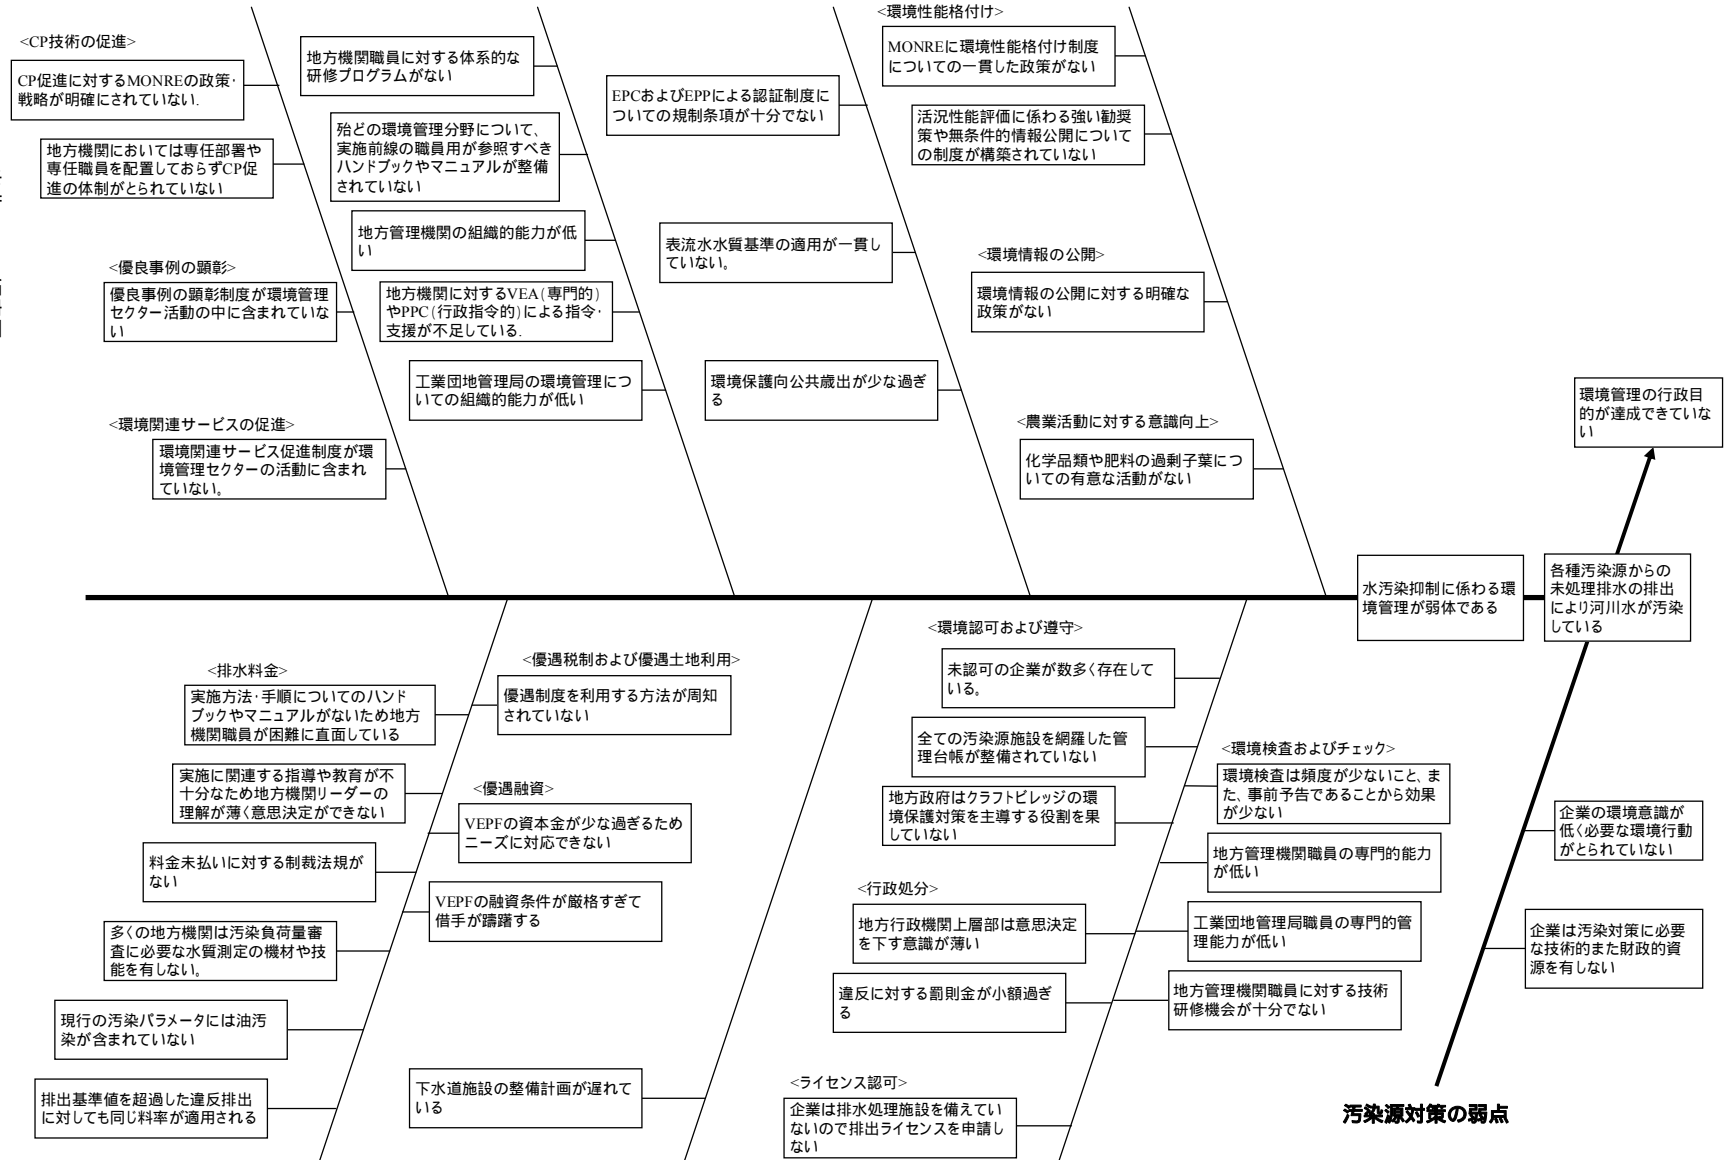 <CP技術の促進>
CP促進に対するMONREの政策・
戦略が明確にされていない.
地方機関においては専任部署や
専任職員を配置しておらずCP促
進の体制がとられていない
<優良事例の顕彰>
優良事例の顕彰制度が環境管理
セクター活動の中に含まれていな
い
<環境関連サービスの促進>
環境関連サービス促進制度が環
境管理セクターの活動に含まれ
ていない。
地方機関職員に対する体系的な
研修プログラムがない
殆どの環境管理分野について、
実施前線の職員用が参照すべき
ハンドブックやマニュアルが整備
されていない
地方管理機関の組織的能力が低
い
地方機関に対するVEA(専門的)
やPPC(行政指令的)による指令・
支援が不足している.
工業団地管理局の環境管理につ
いての組織的能力が低い
EPCおよびEPPによる認証制度に
ついての規制条項が十分でない
表流水水質基準の適用が一貫し
ていない。
環境保護向公共歳出が少な過ぎ
る
<環境性能格付け>
MONREに環境性能格付け制度
についての一貫した政策がない
活況性能評価に係わる強い勧奨
策や無条件的情報公開について
の制度が構築されていない
<環境情報の公開>
環境情報の公開に対する明確な
政策がない
<農業活動に対する意識向上>
化学品類や肥料の過剰子葉につ
いての有意な活動がない
環境管理の行政目
的が達成できていな
い
水汚染抑制に係わる環
境管理が弱体である
各種汚染源からの
未処理排水の排出
により河川水が汚染
している
<排水料金>
実施方法・手順についてのハンド
ブックやマニュアルがないため地方
機関職員が困難に直面している
実施に関連する指導や教育が不
十分なため地方機関リーダーの
理解が薄く意思決定ができない
料金未払いに対する制裁法規が
ない
多くの地方機関は汚染負荷量審
査に必要な水質測定の機材や技
能を有しない。
現行の汚染パラメータには油汚
染が含まれていない
排出基準値を超過した違反排出
に対しても同じ料率が適用される
<優遇税制および優遇土地利用>
優遇制度を利用する方法が周知
されていない
<優遇融資>
VEPFの資本金が少な過ぎるため
ニーズに対応できない
VEPFの融資条件が厳格すぎて
借手が躊躇する
下水道施設の整備計画が遅れて
いる
<環境認可および遵守>
未認可の企業が数多く存在して
いる。
全ての汚染源施設を網羅した管
理台帳が整備されていない
地方政府はクラフトビレッジの環
境保護対策を主導する役割を果
していない
<行政処分>
地方行政機関上層部は意思決定
を下す意識が薄い
違反に対する罰則金が小額過ぎ
る
<ライセンス認可>
企業は排水処理施設を備えてい
ないので排出ライセンスを申請し
ない
<環境検査およびチェック>
環境検査は頻度が少ないこと、ま
た、事前予告であることから効果
が少ない
地方管理機関職員の専門的能力
が低い
工業団地管理局職員の専門的管
理能力が低い
地方管理機関職員に対する技術
研修機会が十分でない
企業の環境意識が
低く必要な環境行動
がとられていない
企業は汚染対策に必要
な技術的また財政的資
源を有しない
汚染源対策の弱点